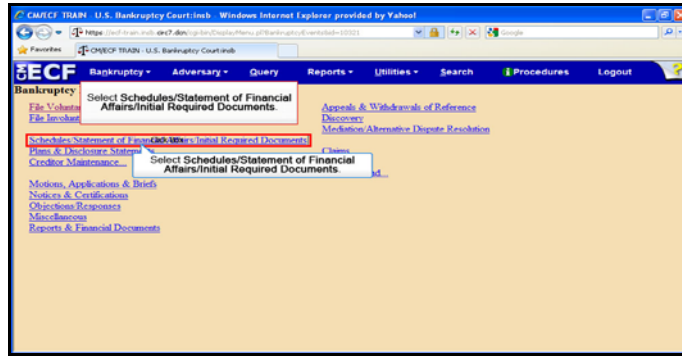 CM/ECF TRAIN - U.S. Bankruptcy Court:insb - Windows Internet Explorer provided by Yahoo!
Google
Favorites
CM/ECF TRAIN - U.S. Bankruptcy Court:insb
ECF Bankruptcy Adversary Query Reports Utilities Search Procedures Logout ?
Bankruptcy
Select Schedules/Statement of Financial
Affairs/Initial Required Documents.
File Volunta
File Involunt
Appeals & Withdrawals of Reference
Discovery
Mediation/Alternative Dispute Resolution
Schedules/Statement of Financial Affairs/Initial Required Documents
Plans & Disclosure Statements
Claims
Creditor Maintenance...
Select Schedules/Statement of Financial
Affairs/Initial Required Documents.
Motions, Applications & Briefs
Notices & Certifications
Objections/Responses
Miscellaneous
Reports & Financial Documents